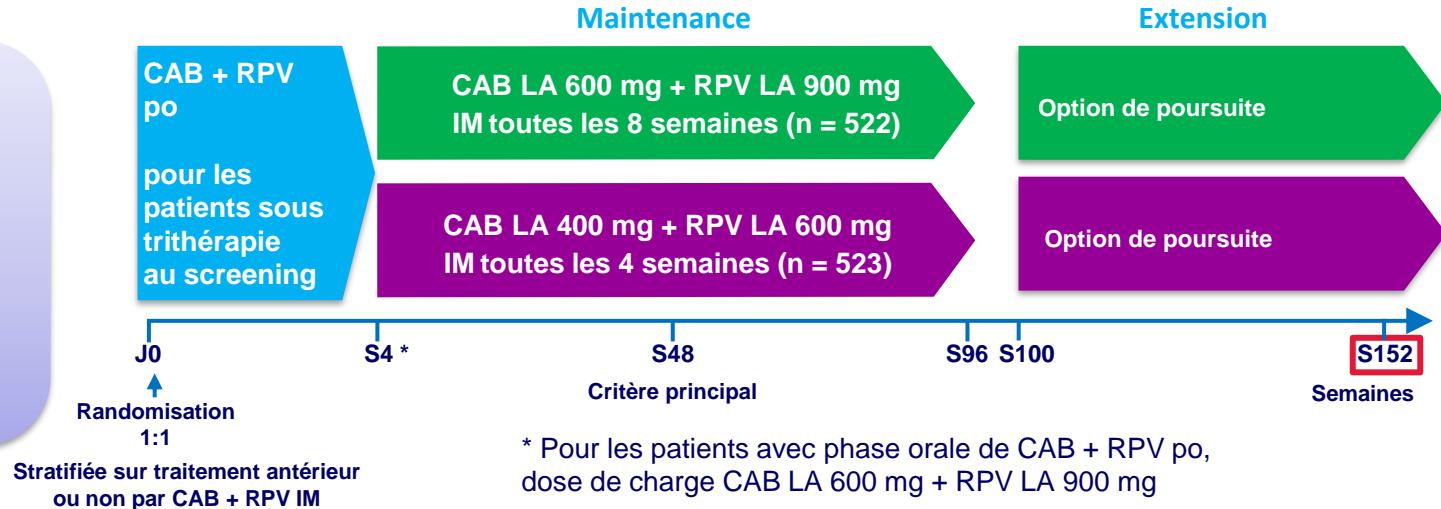 Maintenance
Extension
CAB + RPV
po
pour les
patients sous
trithérapie
au screening
CAB LA 600 mg + RPV LA 900 mg
IM toutes les 8 semaines (n = 522)
Option de poursuite
CAB LA 400 mg + RPV LA 600 mg
IM toutes les 4 semaines (n = 523)
Option de poursuite
J0
S4 *
S48
S96
S100
S152
Critère principal
Semaines
Randomisation
1:1
Stratifiée sur traitement antérieur
ou non par CAB + RPV IM
* Pour les patients avec phase orale de CAB + RPV po,
dose de charge CAB LA 600 mg + RPV LA 900 mg